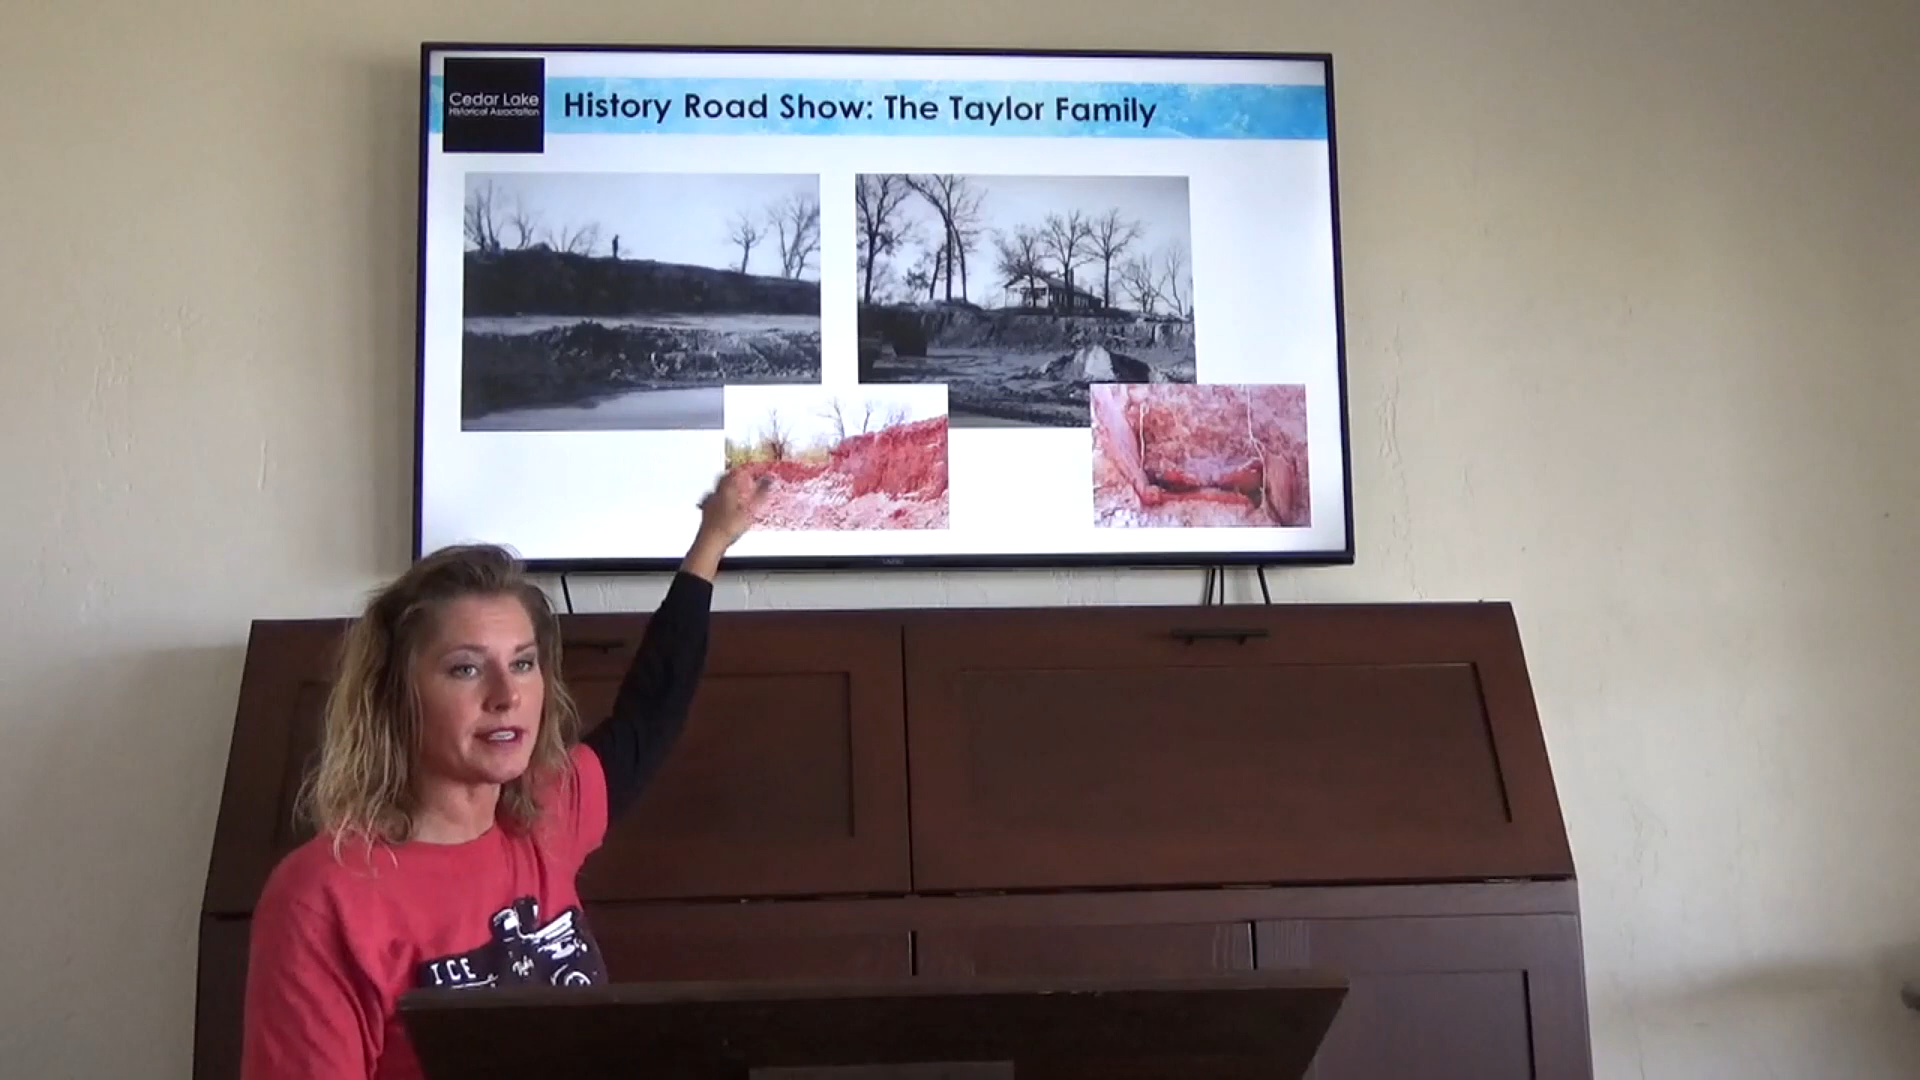 Cedar Lake
Historical Association
History Road Show: The Taylor Family
ICE